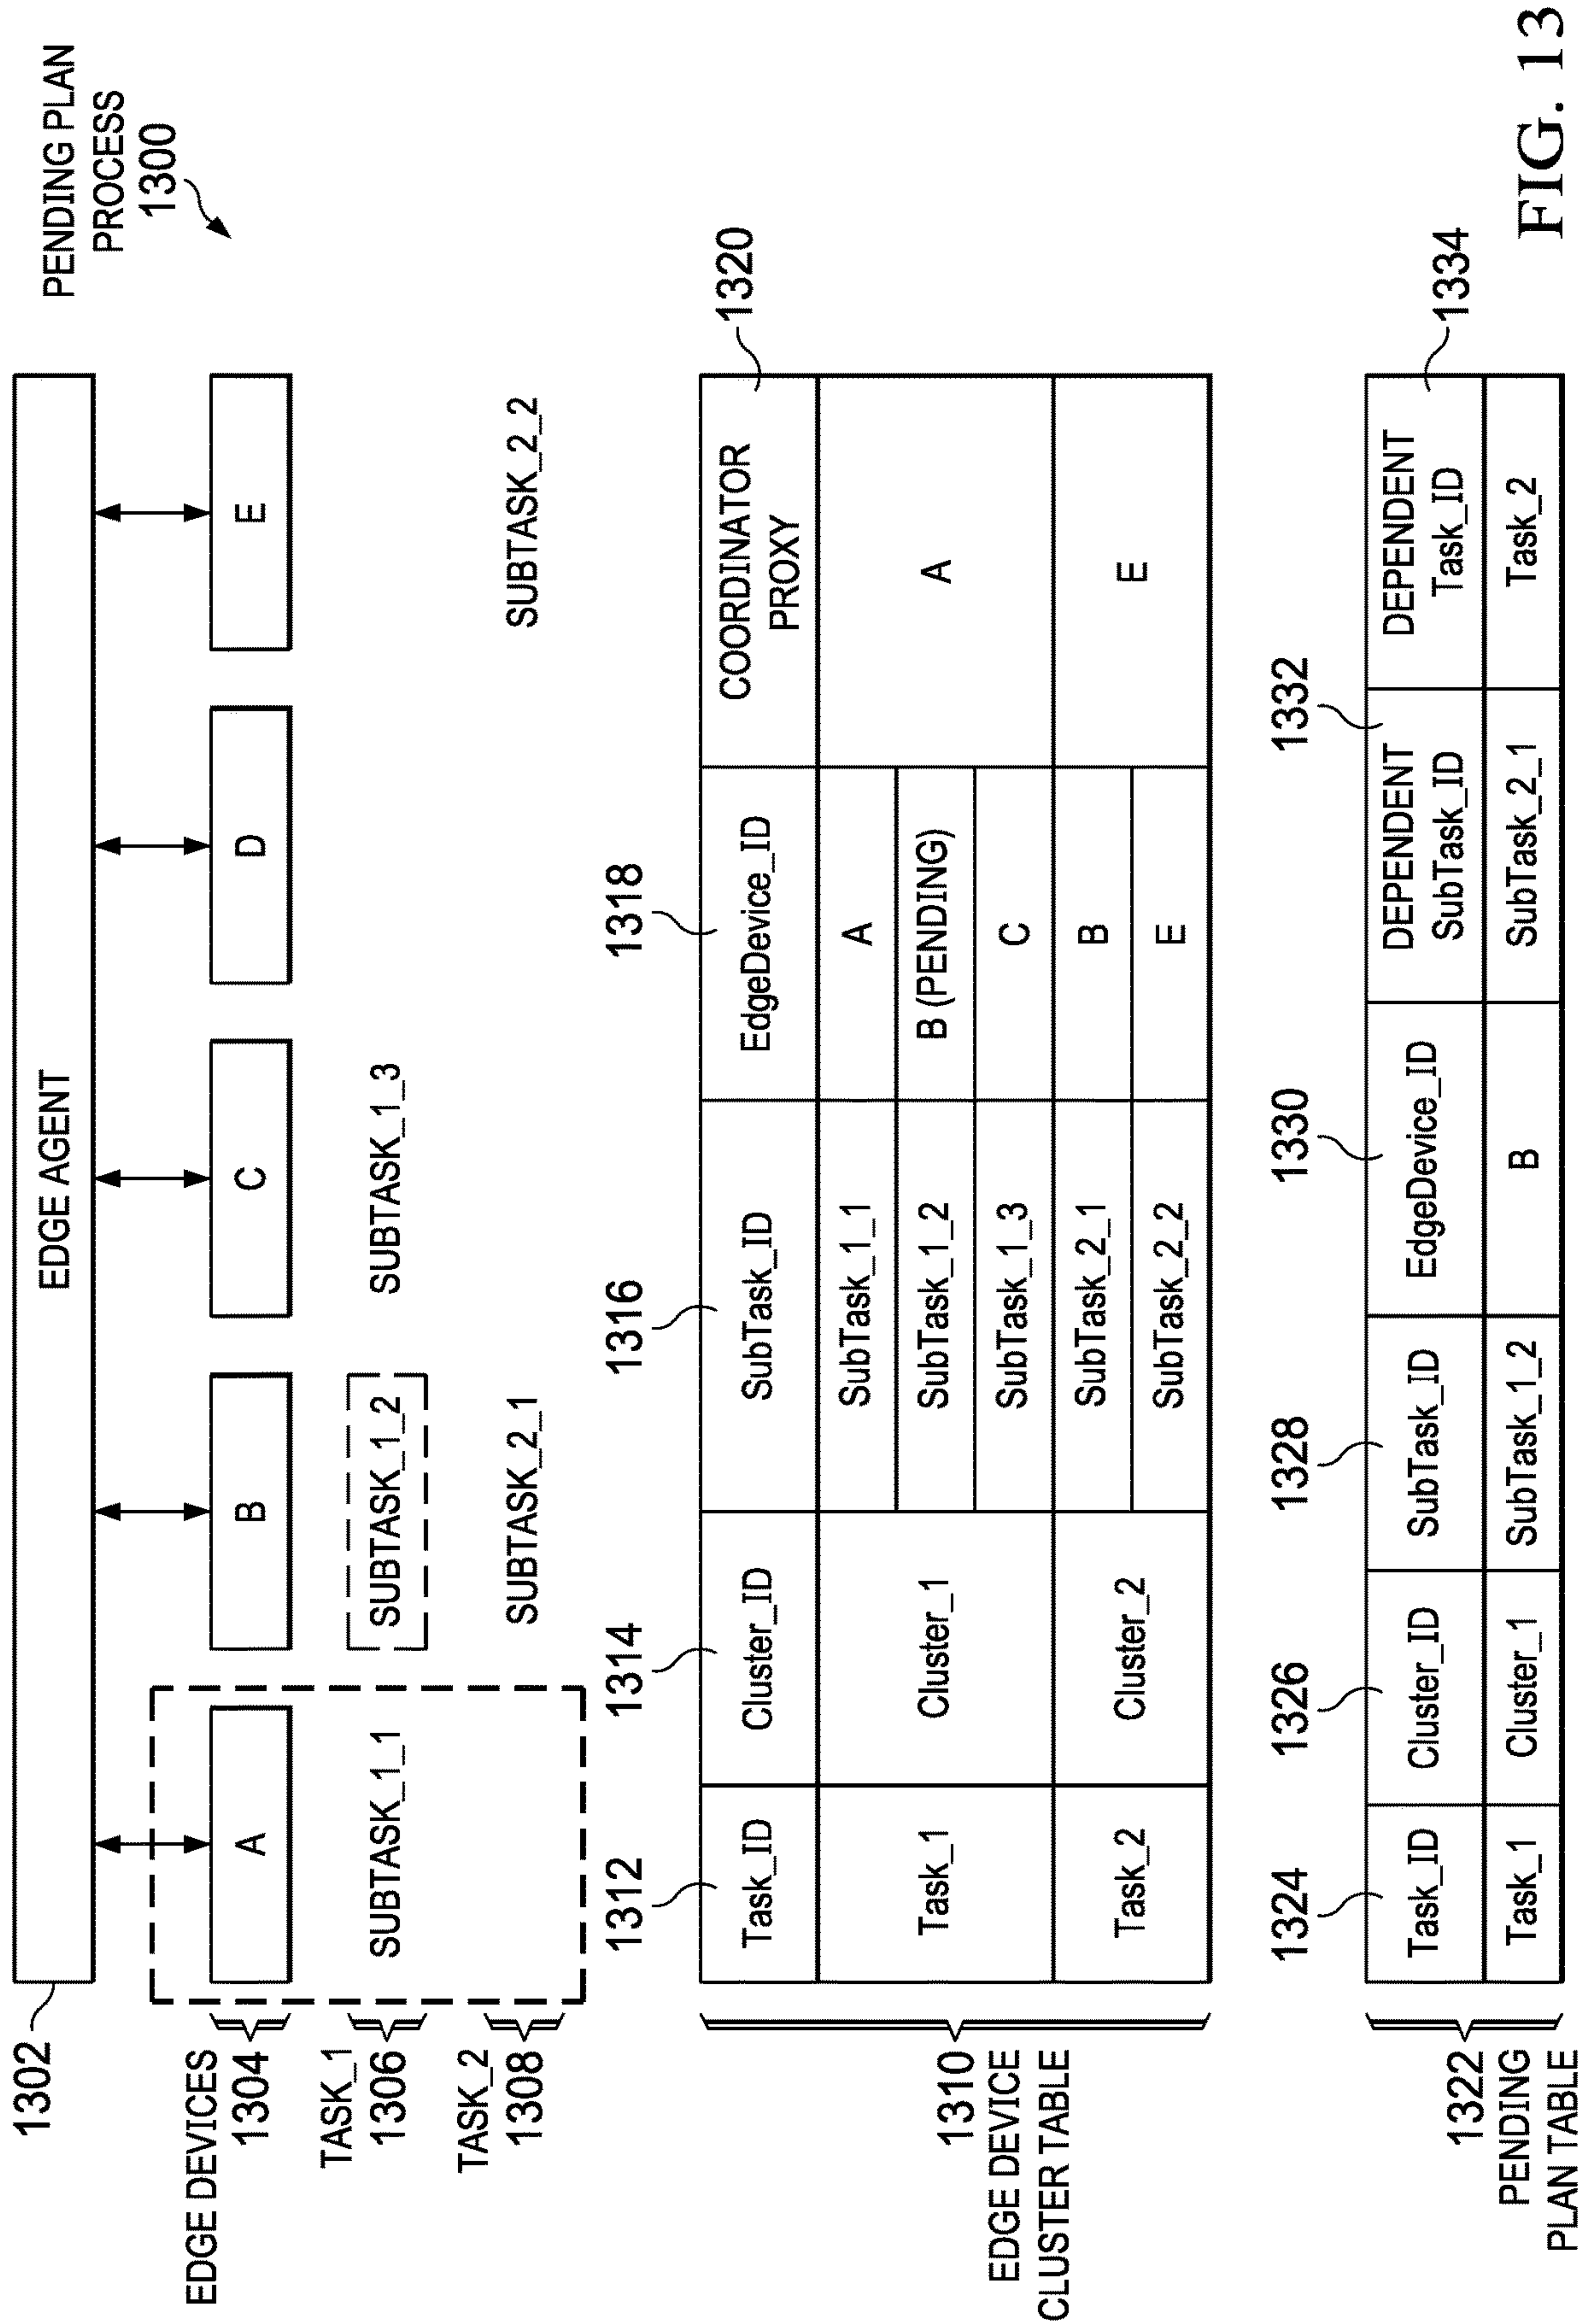 PENDING PLAN
PROCESS
1300
1302
EDGE AGENT
EDGE DEVICES
1304
A
B
C
D
E
TASK_1
1306
SUBTASK_1_1
SUBTASK_1_2
SUBTASK_1_3
TASK_2
1308
SUBTASK_2_1
SUBTASK_2_2
1312
1314
1316
1318
1320
1310
EDGE DEVICE
CLUSTER TABLE
Task_ID
Cluster_ID
SubTask_ID
EdgeDevice_ID
COORDINATOR
PROXY
Task_1
Cluster_1
SubTask_1_1
A
A
SubTask_1_2
B (PENDING)
SubTask_1_3
C
Task_2
Cluster_2
SubTask_2_1
B
E
SubTask_2_2
E
1324
1326
1328
1330
1332
1334
1322
PENDING
PLAN TABLE
Task_ID
Cluster_ID
SubTask_ID
EdgeDevice_ID
DEPENDENT
SubTask_ID
DEPENDENT
Task_ID
Task_1
Cluster_1
SubTask_1_2
B
SubTask_2_1
Task_2
FIG. 13